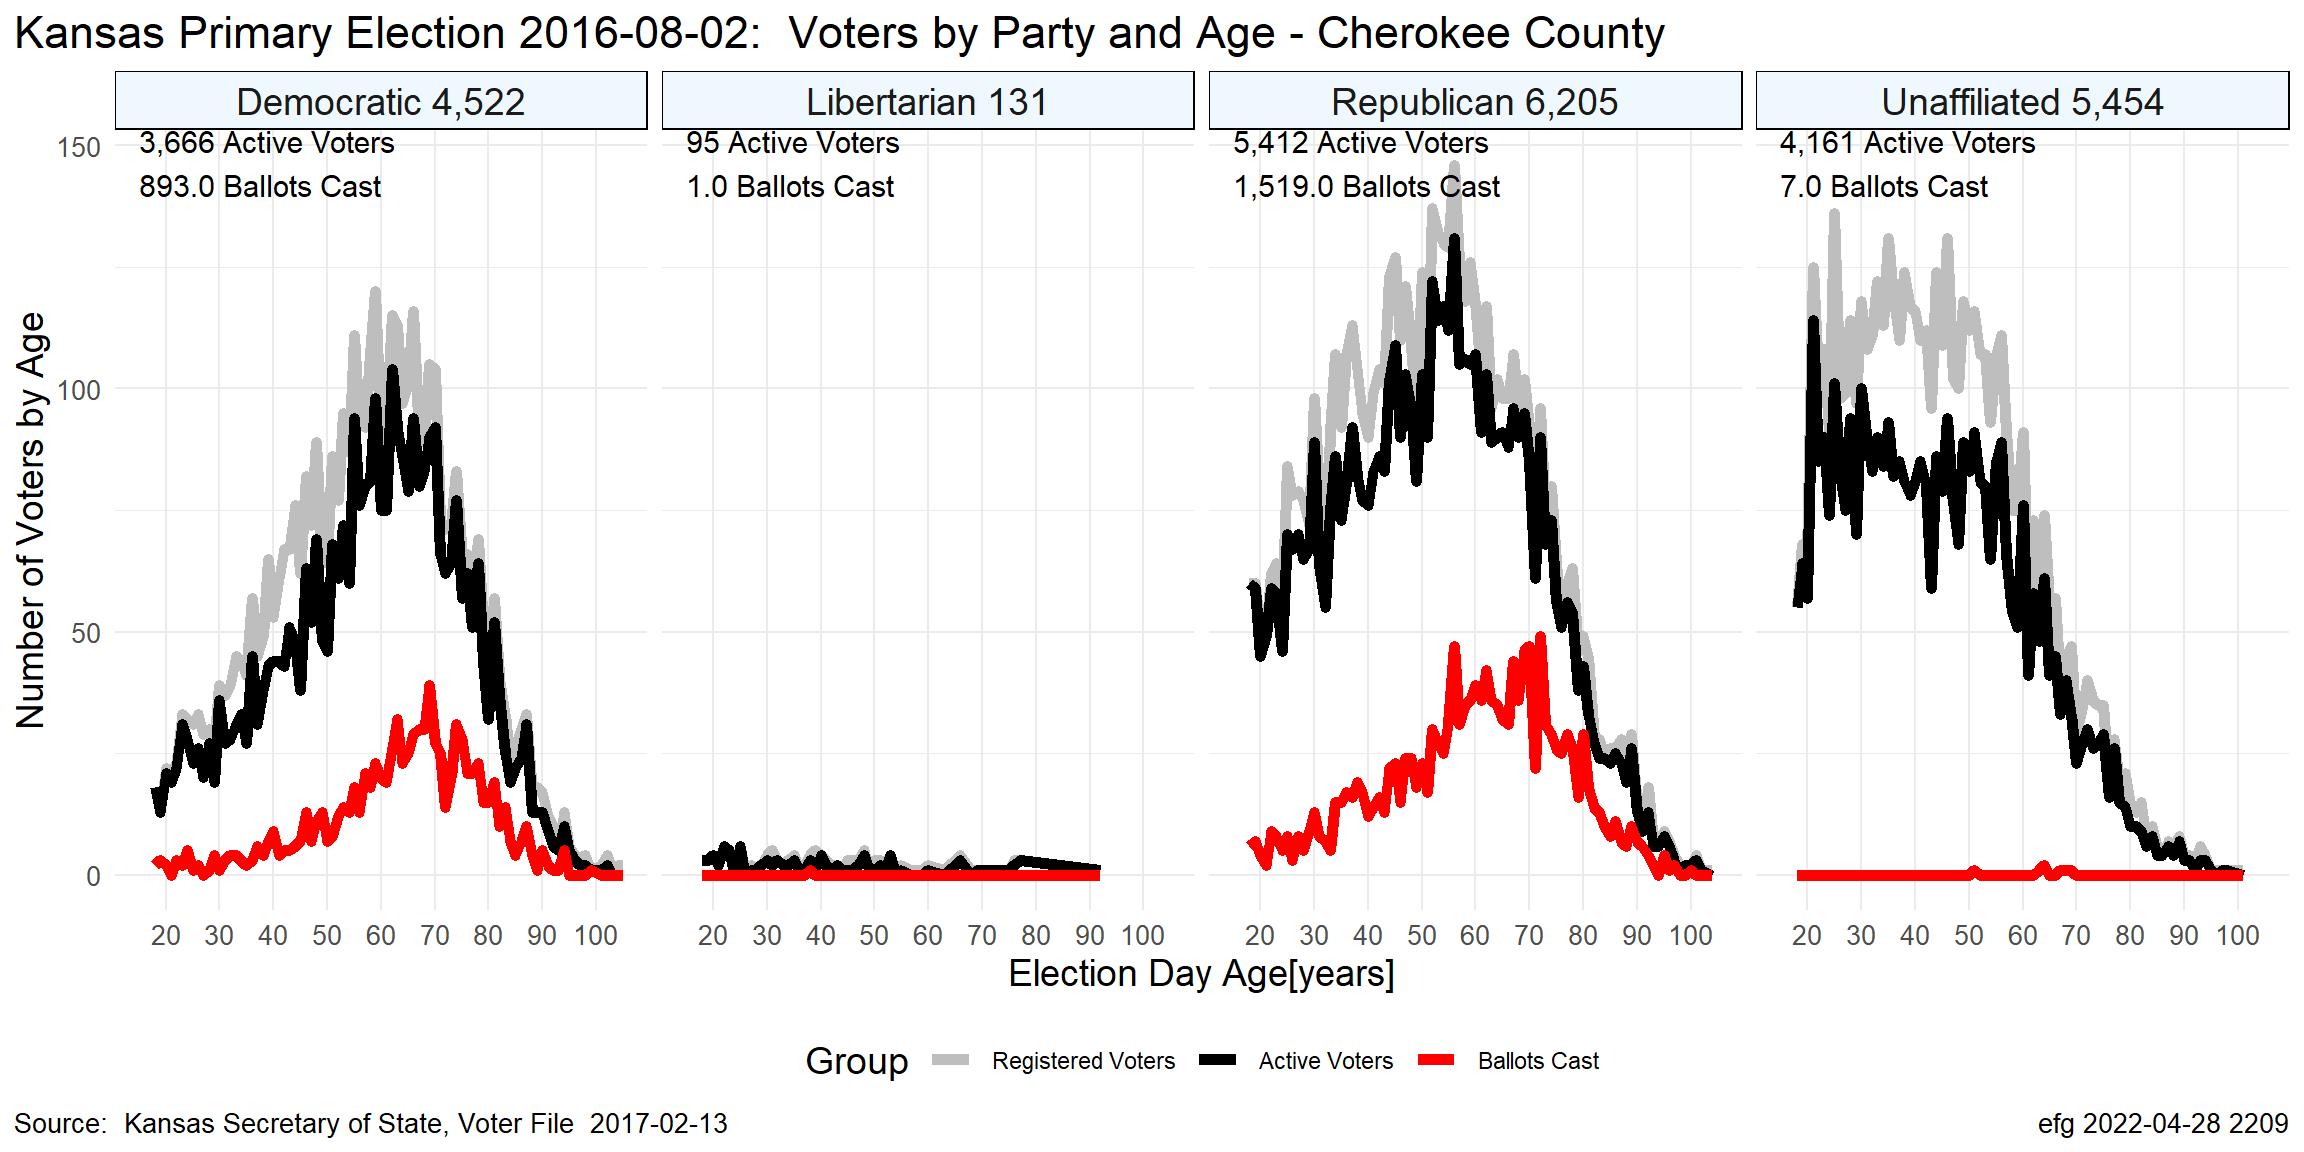 Kansas Primary Election 2016-08-02:  Voters by Party and Age - Cherokee County
Democratic 4,522
Libertarian 131
Republican 6,205
Unaffiliated 5,454
3,666 Active Voters
893.0 Ballots Cast
95 Active Voters
1.0 Ballots Cast
5,412 Active Voters
1,519.0 Ballots Cast
4,161 Active Voters
7.0 Ballots Cast
Number of Voters by Age
150
100
50
0
20 30 40 50 60 70 80 90 100
20 30 40 50 60 70 80 90 100
20 30 40 50 60 70 80 90 100
20 30 40 50 60 70 80 90 100
Election Day Age[years]
Group Registered Voters Active Voters Ballots Cast
Source:  Kansas Secretary of State, Voter File  2017-02-13
efg 2022-04-28 2209